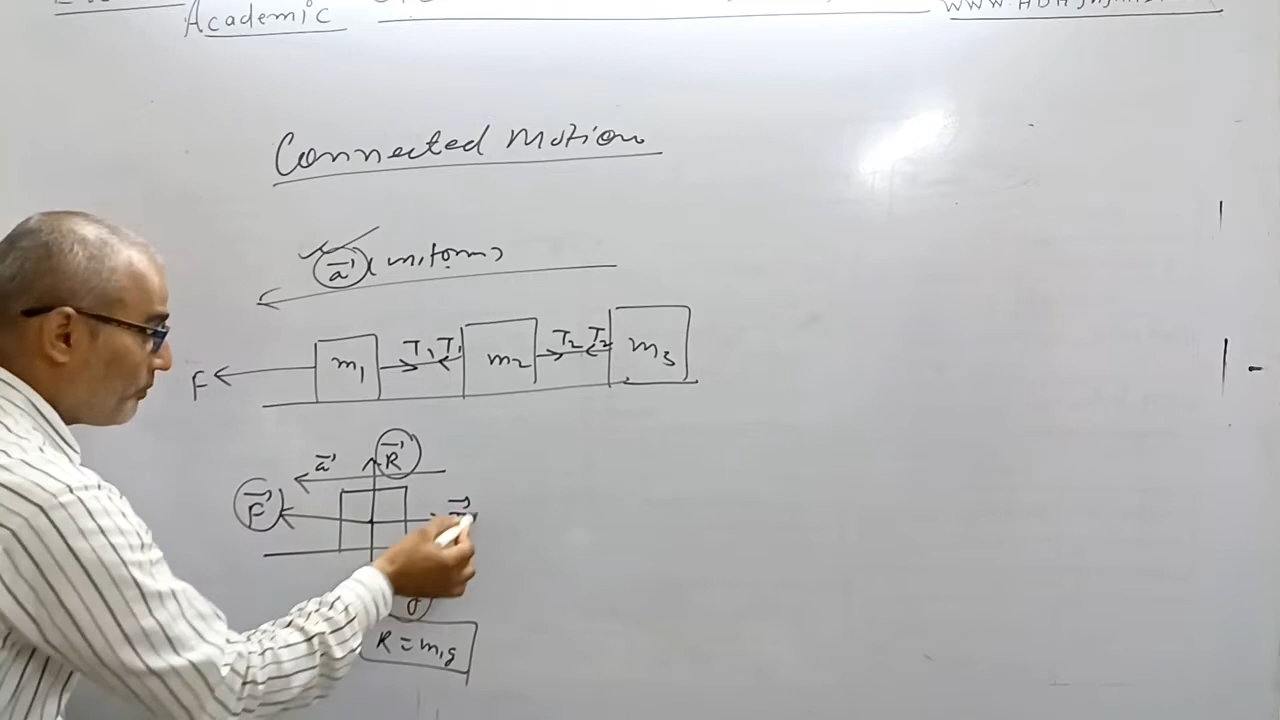 Academic
Connected Motion
a⃗ (uniform)
F m₁ T₁ T₁ m₂ T₂ T₂ m₃
a⃗ R⃗
F⃗
R = m₁g